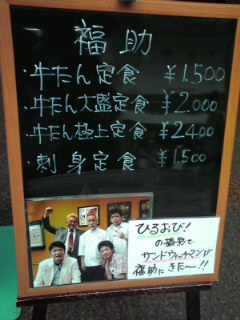 福助
・牛たん定食 ¥1,500
・牛たん大盛定食 ¥2,000
・牛たん極上定食 ¥2,400
・刺身定食 ¥1,500
ひるおび!
の撮影で
サンドウィッチマンが
福助にきた〜!!